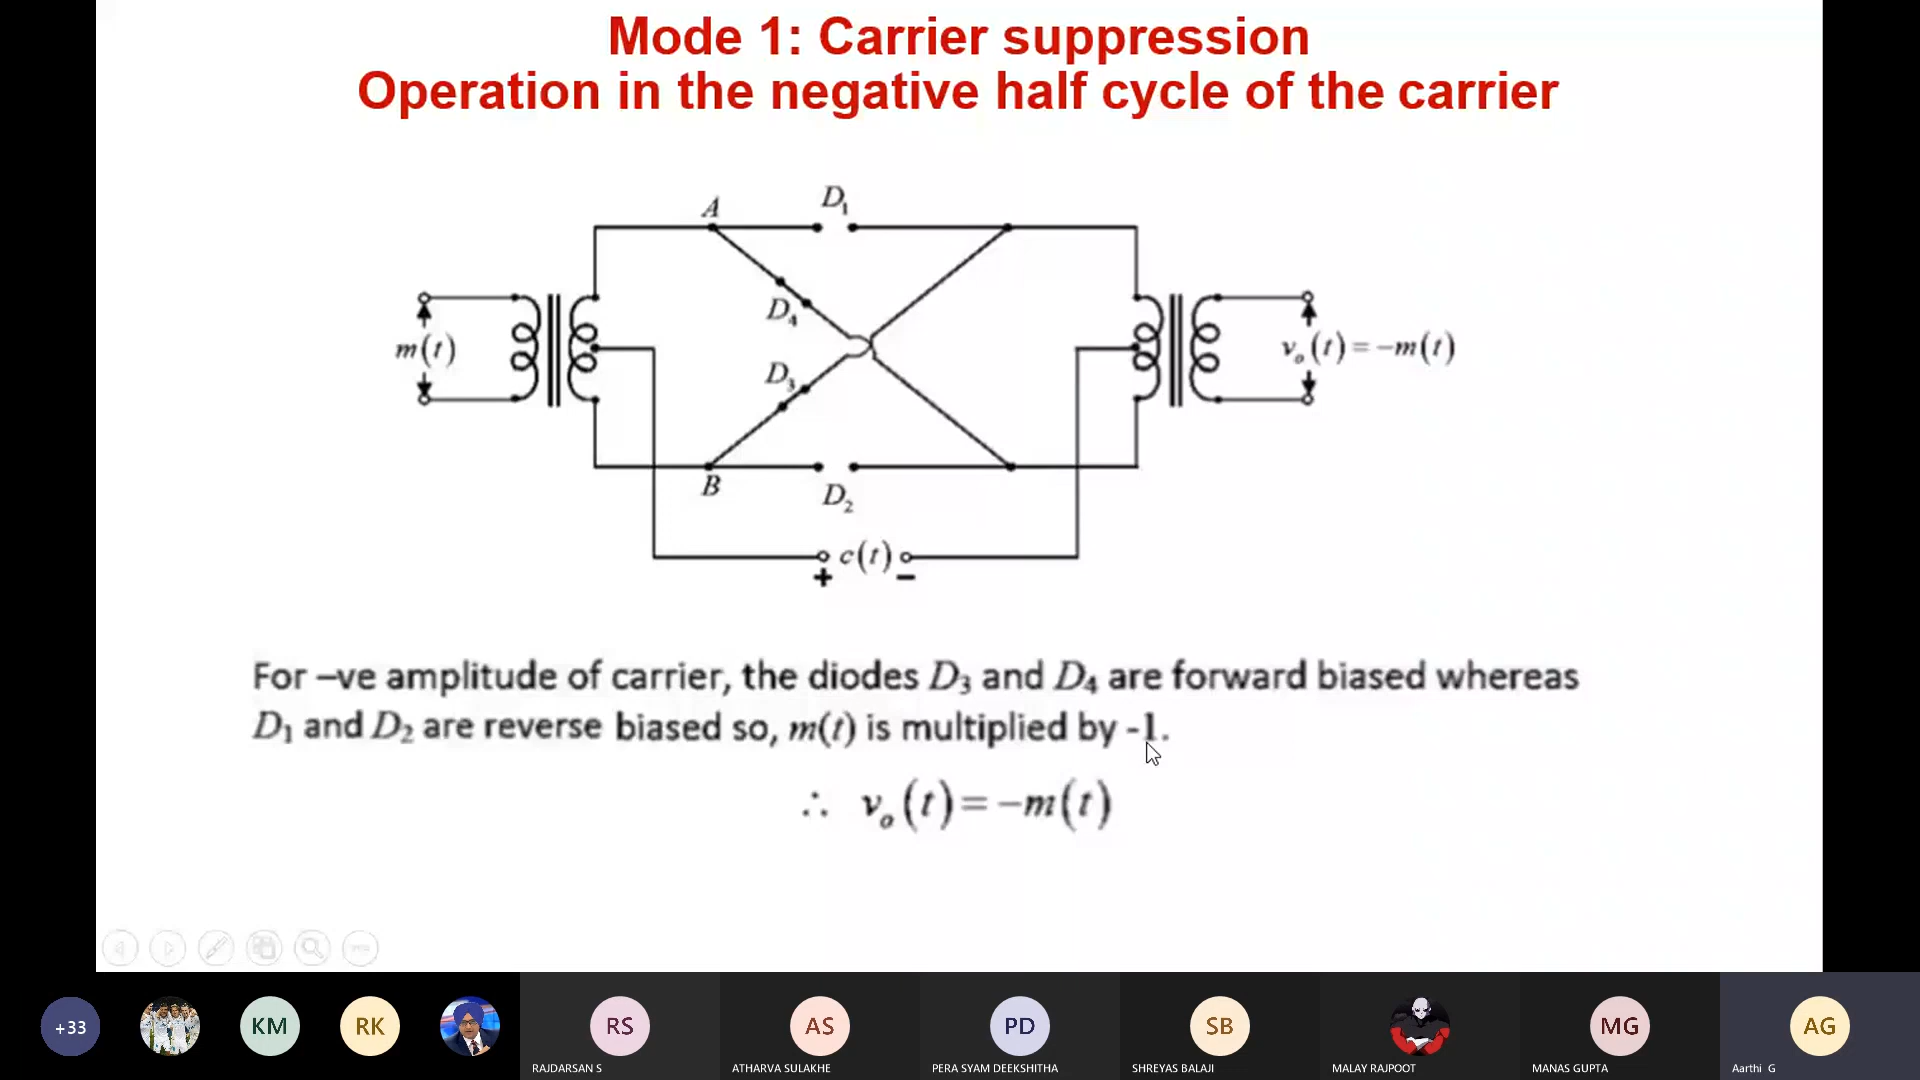 Mode 1: Carrier suppression
Operation in the negative half cycle of the carrier
A
D₁
D₄
m(t)
vₒ(t) = −m(t)
D₃
B
D₂
c(t)
+ −
For –ve amplitude of carrier, the diodes D₃ and D₄ are forward biased whereas
D₁ and D₂ are reverse biased so, m(t) is multiplied by -1.
∴ vₒ(t) = −m(t)
+33
KM
RK
RS
AS
PD
SB
MG
AG
RAJDARSAN S
ATHARVA SULAKHE
PERA SYAM DEEKSHITHA
SHREYAS BALAJI
MALAY RAJPOOT
MANAS GUPTA
Aarthi G